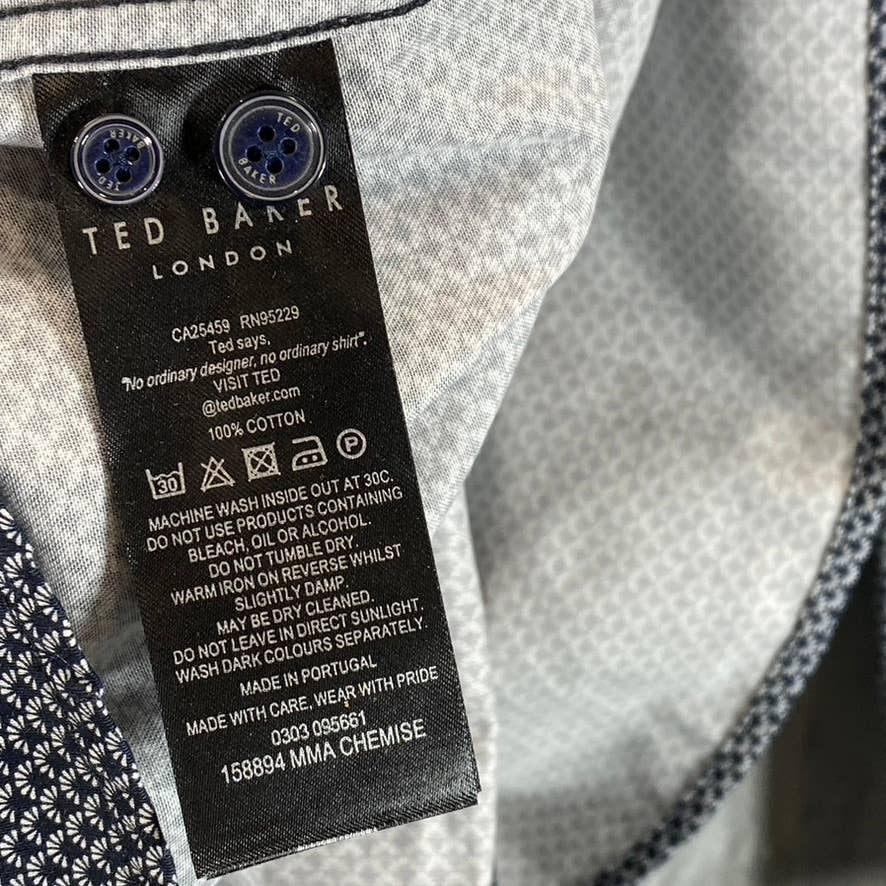 TED BAKER
TED
BAKER
TED BAKER
LONDON
CA25459 RN95229
Ted says,
"No ordinary designer, no ordinary shirt".
VISIT TED
@tedbaker.com
100% COTTON
30 P
MACHINE WASH INSIDE OUT AT 30C.
DO NOT USE PRODUCTS CONTAINING
BLEACH, OIL OR ALCOHOL.
DO NOT TUMBLE DRY.
WARM IRON ON REVERSE WHILST
SLIGHTLY DAMP.
MAY BE DRY CLEANED.
DO NOT LEAVE IN DIRECT SUNLIGHT.
WASH DARK COLOURS SEPARATELY.
MADE IN PORTUGAL
MADE WITH CARE, WEAR WITH PRIDE
0303 095661
158894 MMA CHEMISE